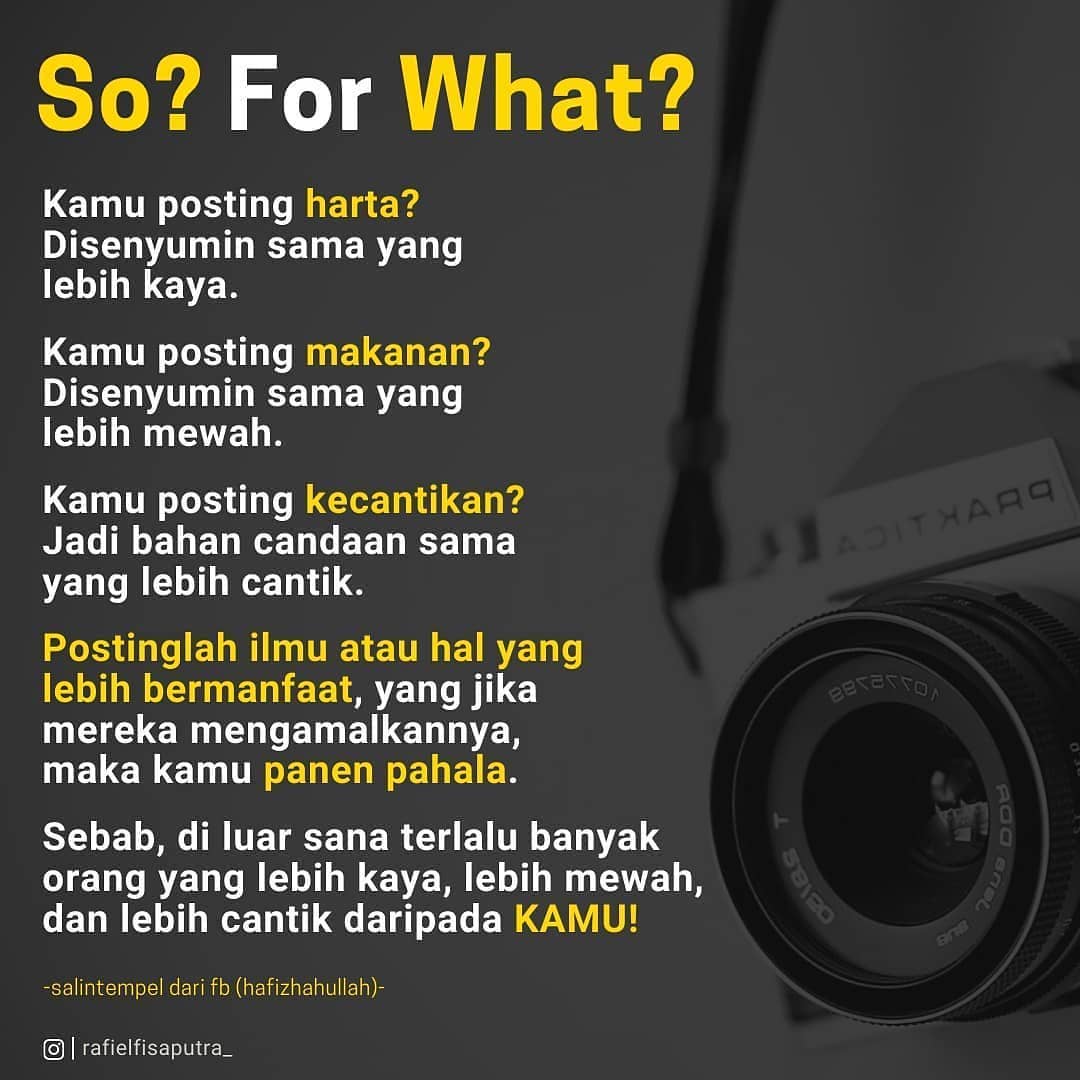 So? For What?
Kamu posting harta?
Disenyumin sama yang
lebih kaya.
Kamu posting makanan?
Disenyumin sama yang
lebih mewah.
Kamu posting kecantikan?
Jadi bahan candaan sama
yang lebih cantik.
Postinglah ilmu atau hal yang
lebih bermanfaat, yang jika
mereka mengamalkannya,
maka kamu panen pahala.
Sebab, di luar sana terlalu banyak
orang yang lebih kaya, lebih mewah,
dan lebih cantik daripada KAMU!
-salintempel dari fb (hafizhahullah)-
| rafielfisaputra_
PRAKTICA